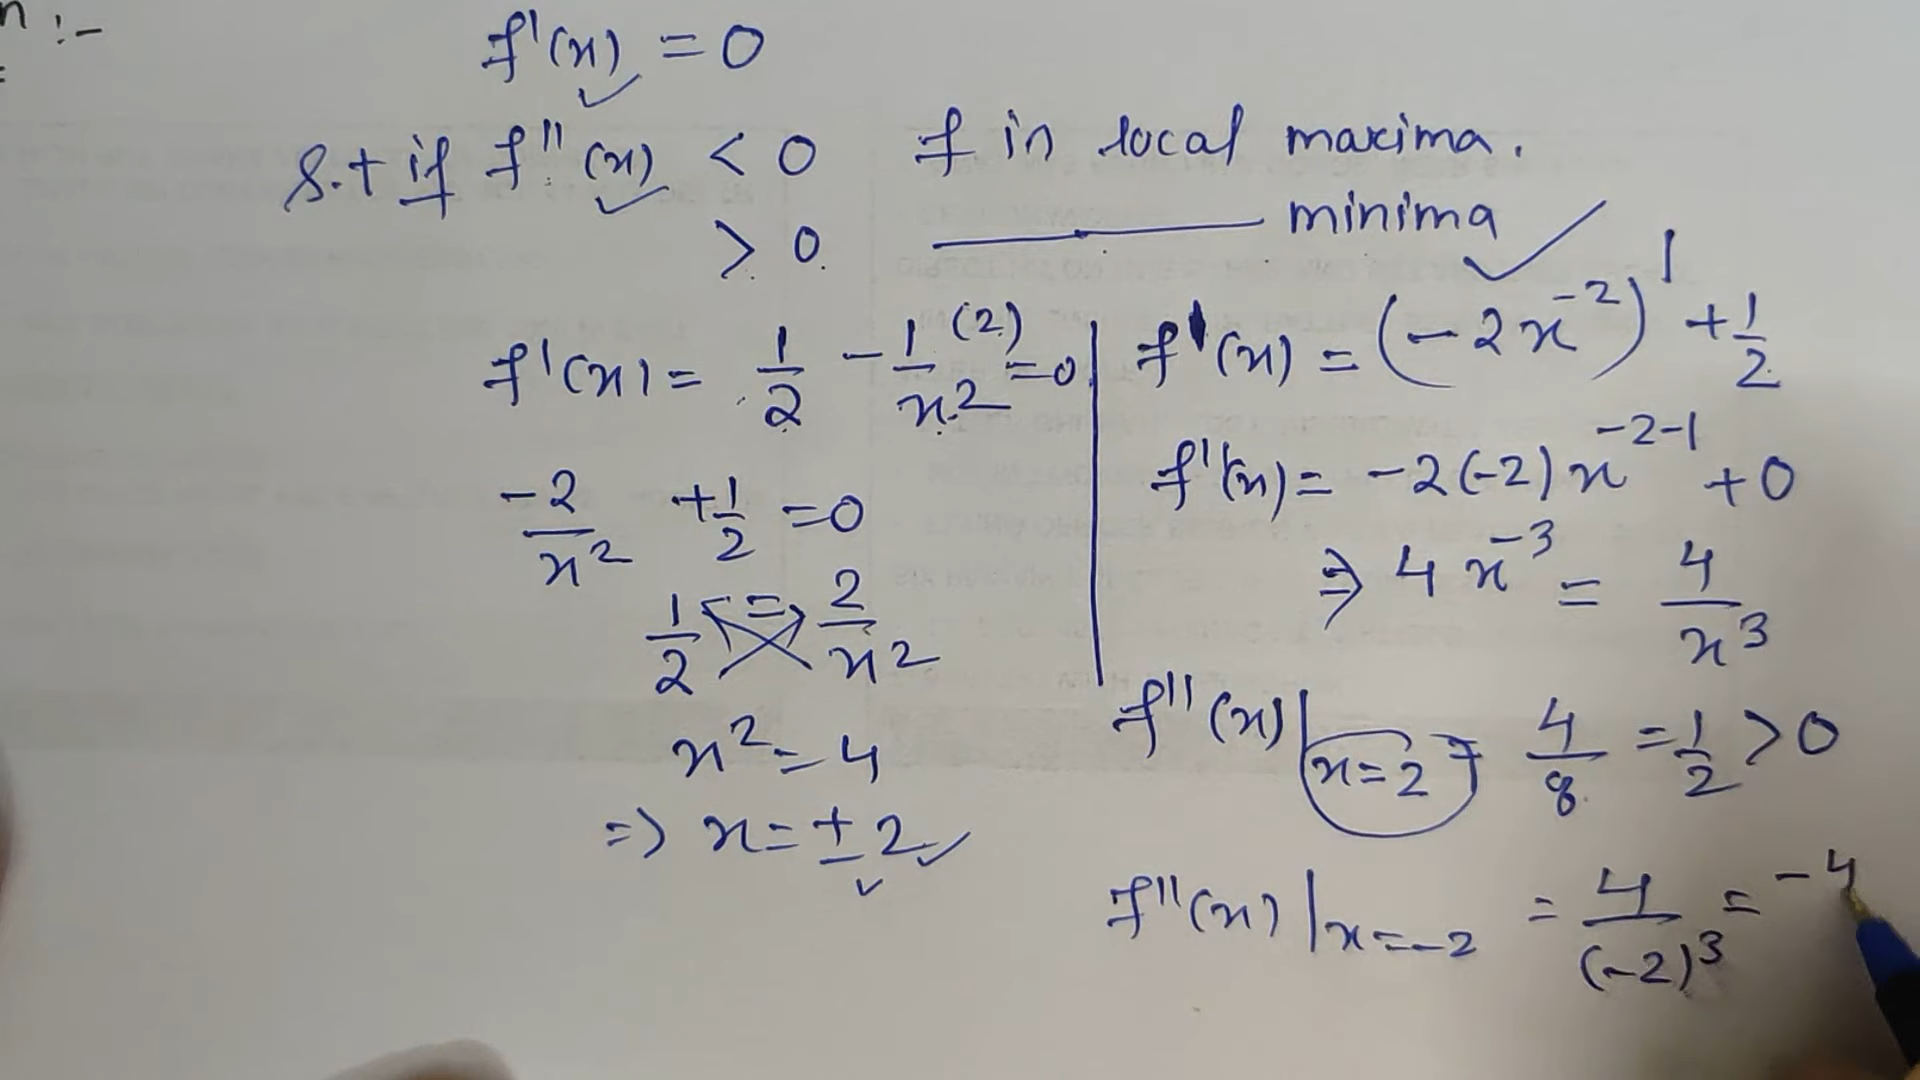 n :-
f'(x) = 0
s.t if f''(x) < 0 f in local maxima.
> 0 ——— minima
f'(x) = 1/2 - 1/x² (2) = 0
-2/x² + 1/2 = 0
1/2 = 2/x²
x² = 4
=> x = ± 2
f'(x) = (-2x⁻²)' + 1/2
f''(x) = -2(-2)x⁻²⁻¹ + 0
⇒ 4x⁻³ = 4/x³
f''(x)|x=2 = 4/8 = 1/2 > 0
f''(x)|x=-2 = 4/(-2)³ = -4